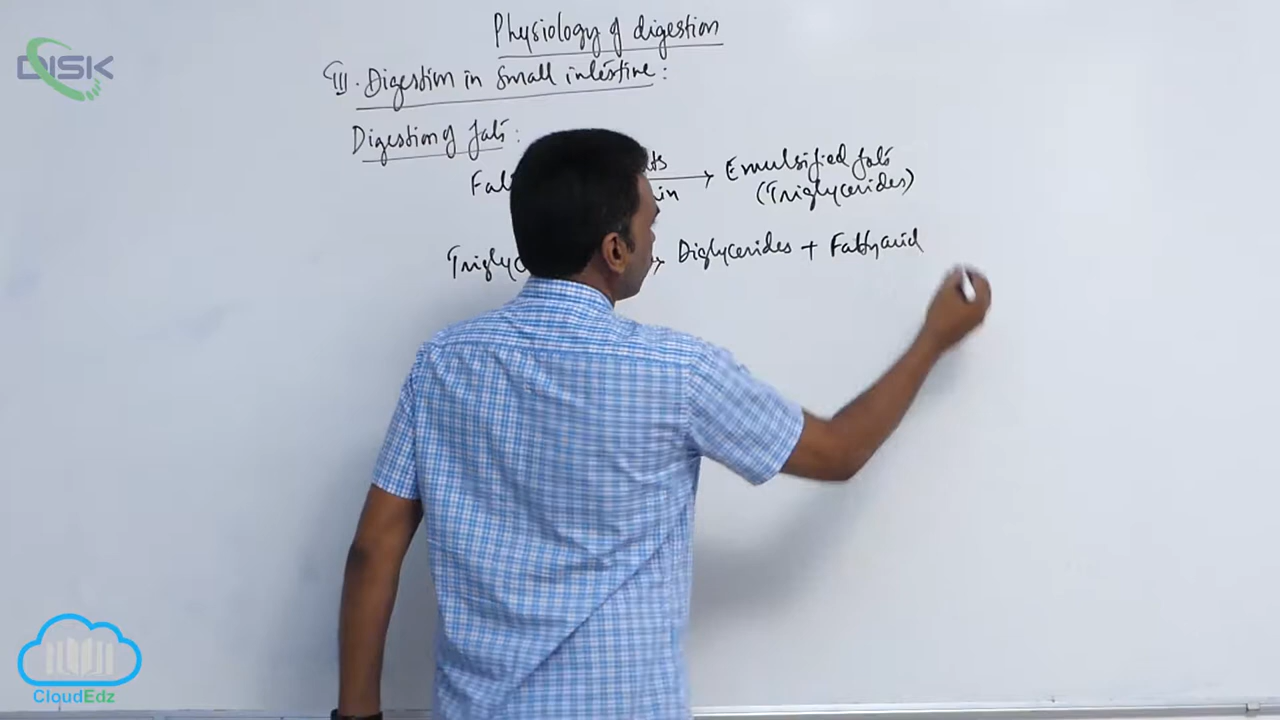 DISK
Physiology of digestion
III. Digestion in small intestine:
Digestion of fats:
Emulsified fats
(Triglycerides)
Diglycerides + Fattyacid
CloudEdz